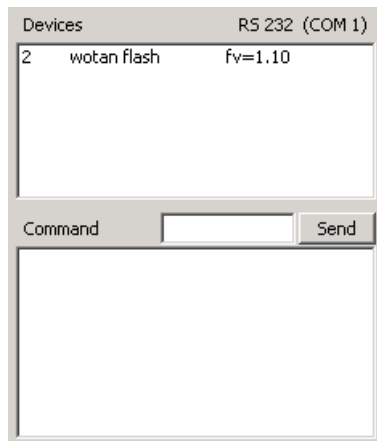 Devices RS 232 (COM 1)
2 wotan flash fv=1.10
Command Send